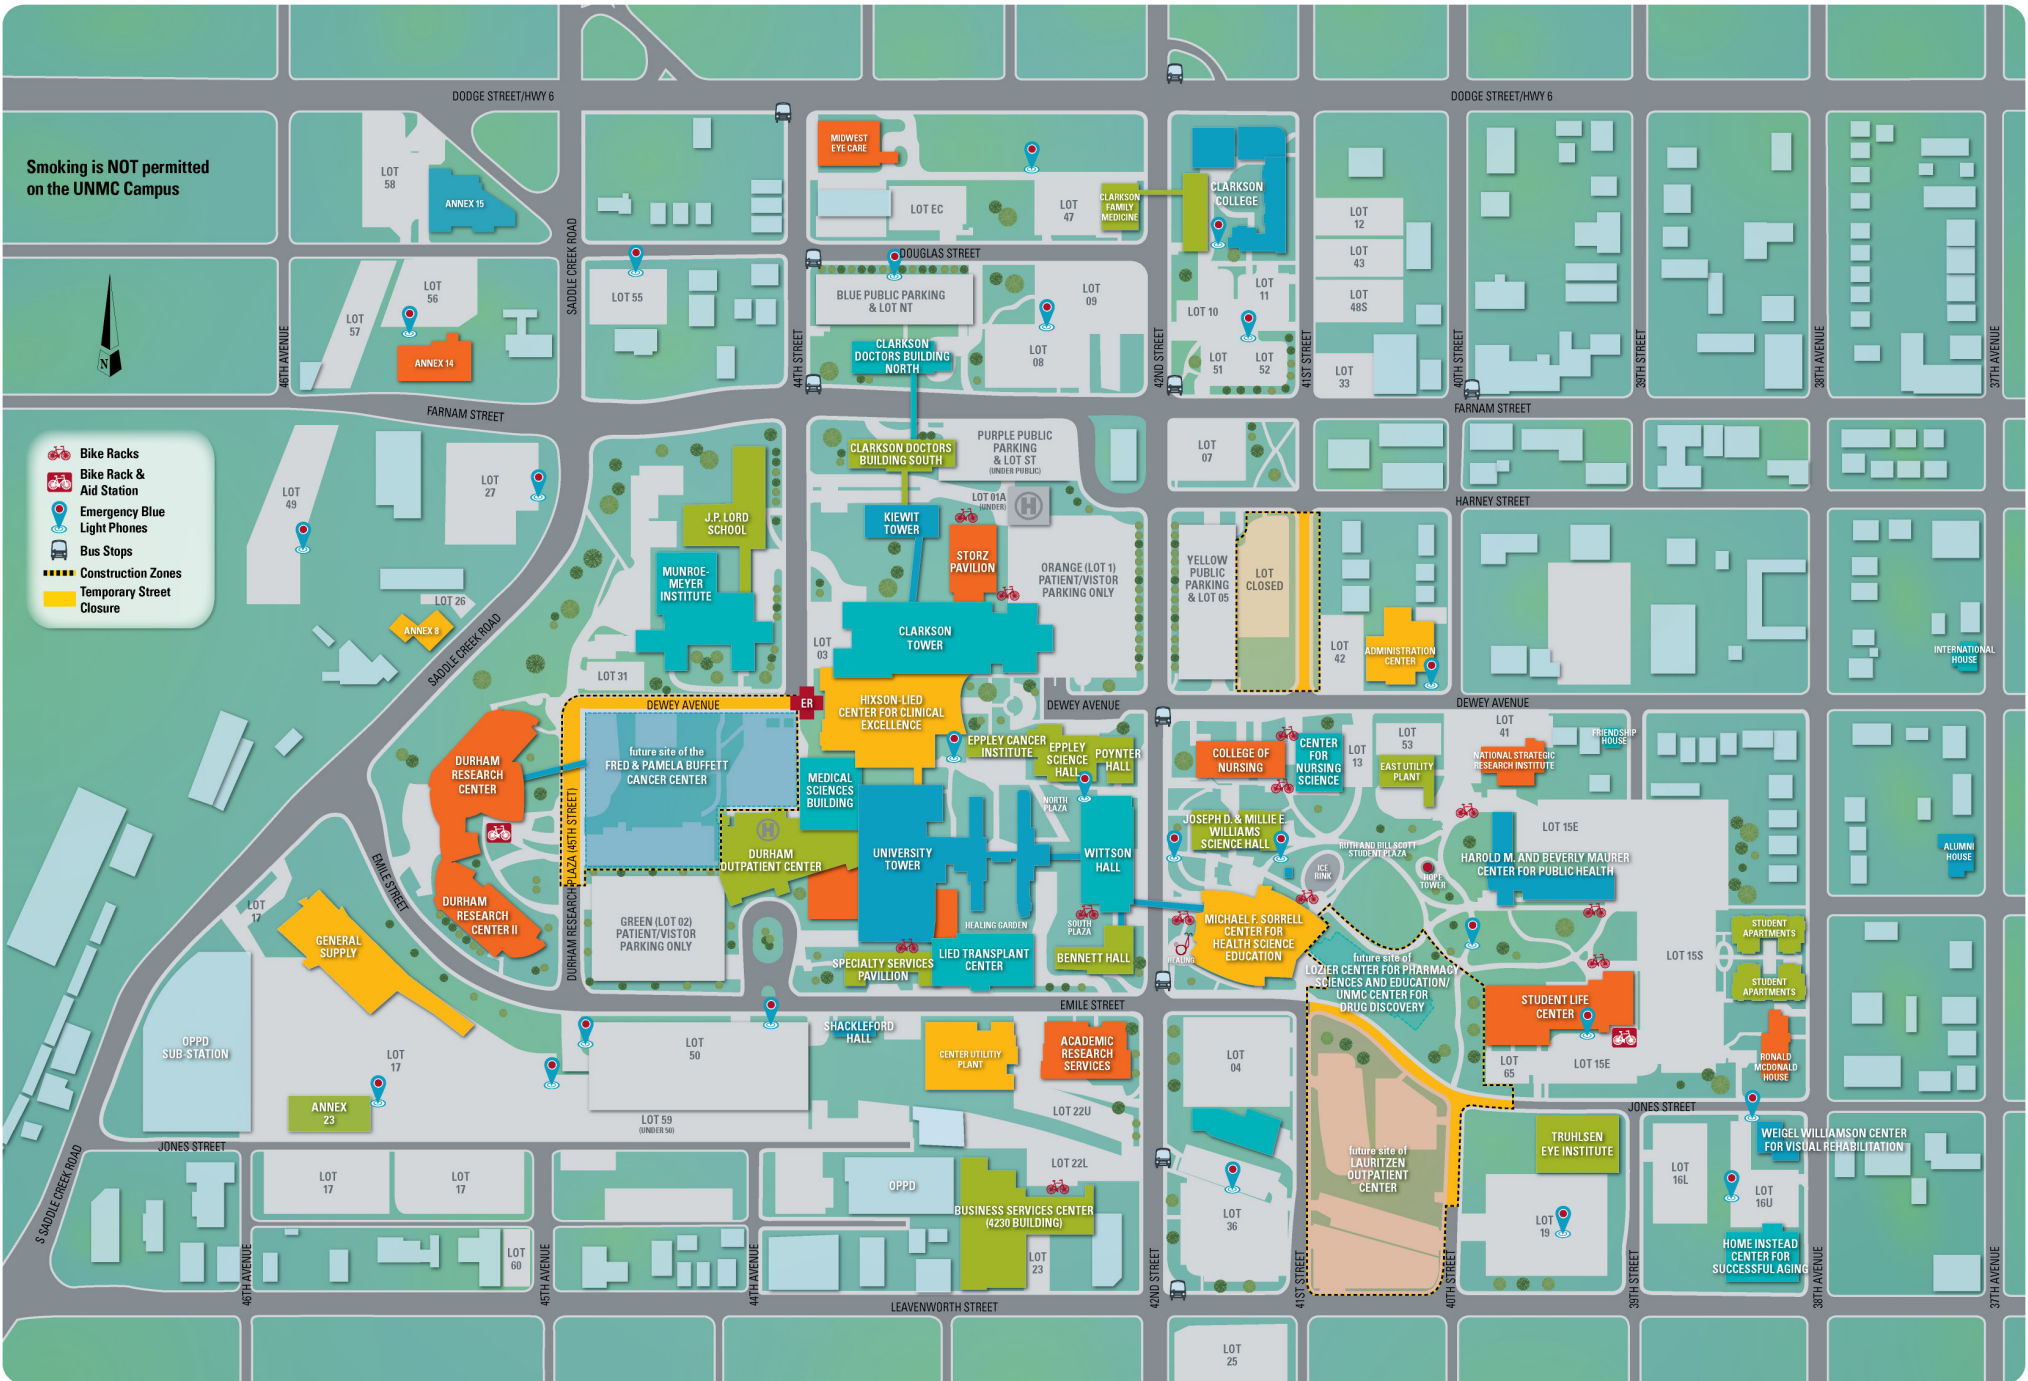 DODGE STREET/HWY 6
DODGE STREET/HWY 6
Smoking is NOT permitted
on the UNMC Campus
LOT
58
ANNEX 15
SADDLE CREEK ROAD
MIDWEST
EYE CARE
LOT EC
LOT
47
CLARKSON
FAMILY
MEDICINE
CLARKSON
COLLEGE
LOT
12
LOT
43
LOT
48S
LOT
33
DOUGLAS STREET
LOT
57
LOT
56
ANNEX 14
46TH AVENUE
LOT 55
44TH STREET
BLUE PUBLIC PARKING
& LOT NT
CLARKSON
DOCTORS BUILDING
NORTH
LOT
09
LOT
08
42ND STREET
LOT
11
LOT 10
LOT
51
LOT
52
41ST STREET
40TH STREET
39TH STREET
38TH AVENUE
37TH AVENUE
N
FARNAM STREET
FARNAM STREET
Bike Racks
Bike Rack &
Aid Station
Emergency Blue
Light Phones
Bus Stops
Construction Zones
Temporary Street
Closure
LOT
49
LOT
27
LOT 26
ANNEX 8
SADDLE CREEK ROAD
J.P. LORD
SCHOOL
MUNROE-
MEYER
INSTITUTE
LOT 31
CLARKSON DOCTORS
BUILDING SOUTH
PURPLE PUBLIC
PARKING
& LOT ST
(UNDER PUBLIC)
LOT 01A
(UNDER)
H
KIEWIT
TOWER
STORZ
PAVILION
ORANGE (LOT 1)
PATIENT/VISTOR
PARKING ONLY
LOT
03
CLARKSON
TOWER
LOT
07
HARNEY STREET
YELLOW
PUBLIC
PARKING
& LOT 05
LOT
CLOSED
LOT
42
ADMINISTRATION
CENTER
INTERNATIONAL
HOUSE
DEWEY AVENUE
ER
HIXSON-LIED
CENTER FOR CLINICAL
EXCELLENCE
DEWEY AVENUE
DEWEY AVENUE
DURHAM
RESEARCH
CENTER
future site of the
FRED & PAMELA BUFFETT
CANCER CENTER
MEDICAL
SCIENCES
BUILDING
EPPLEY CANCER
INSTITUTE
EPPLEY
SCIENCE
HALL
POYNTER
HALL
NORTH
PLAZA
COLLEGE OF
NURSING
CENTER
FOR
NURSING
SCIENCE
LOT
13
LOT
53
EAST UTILITY
PLANT
LOT
41
NATIONAL STRATEGIC
RESEARCH INSTITUTE
FRIENDSHIP
HOUSE
DURHAM RESEARCH PLAZA (45TH STREET)
H
DURHAM
OUTPATIENT CENTER
UNIVERSITY
TOWER
WITTSON
HALL
JOSEPH D. & MILLIE E.
WILLIAMS
SCIENCE HALL
RUTH AND BILL SCOTT
STUDENT PLAZA
ICE
RINK
HOPE
TOWER
LOT 15E
HAROLD M. AND BEVERLY MAURER
CENTER FOR PUBLIC HEALTH
ALUMNI
HOUSE
EMILE STREET
DURHAM
RESEARCH
CENTER II
LOT
17
GENERAL
SUPPLY
GREEN (LOT 02)
PATIENT/VISTOR
PARKING ONLY
HEALING GARDEN
SOUTH
PLAZA
SPECIALTY SERVICES
PAVILLION
LIED TRANSPLANT
CENTER
BENNETT HALL
HEALING
MICHAEL F. SORRELL
CENTER FOR
HEALTH SCIENCE
EDUCATION
future site of
LOZIER CENTER FOR PHARMACY
SCIENCES AND EDUCATION/
UNMC CENTER FOR
DRUG DISCOVERY
LOT 15S
STUDENT
APARTMENTS
STUDENT
APARTMENTS
EMILE STREET
STUDENT LIFE
CENTER
LOT
65
LOT 15E
RONALD
MCDONALD
HOUSE
OPPD
SUB-STATION
LOT
17
ANNEX
23
LOT
50
LOT 59
(UNDER 50)
SHACKLEFORD
HALL
CENTER UTILITIY
PLANT
ACADEMIC
RESEARCH
SERVICES
LOT 22U
LOT
04
JONES STREET
JONES STREET
WEIGEL WILLIAMSON CENTER
FOR VISUAL REHABILITATION
S SADDLE CREEK ROAD
LOT
17
LOT
17
LOT
60
OPPD
LOT 22L
BUSINESS SERVICES CENTER
(4230 BUILDING)
LOT
23
LOT
36
future site of
LAURITZEN
OUTPATIENT
CENTER
TRUHLSEN
EYE INSTITUTE
LOT
19
LOT
16L
LOT
16U
HOME INSTEAD
CENTER FOR
SUCCESSFUL AGING
46TH AVENUE
45TH AVENUE
44TH AVENUE
42ND STREET
41ST STREET
40TH STREET
39TH STREET
38TH AVENUE
37TH AVENUE
LEAVENWORTH STREET
LOT
25